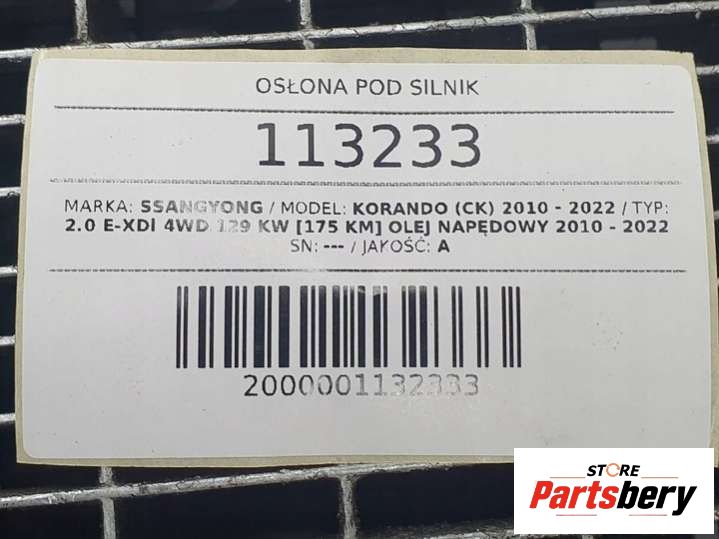 OSŁONA POD SILNIK
113233
MARKA: SSANGYONG / MODEL: KORANDO (CK) 2010 - 2022 / TYP:
2.0 E-XDI 4WD 129 KW [175 KM] OLEJ NAPĘDOWY 2010 - 2022
SN: --- / JAKOŚĆ: A
2000001132333
STORE
Partsbery